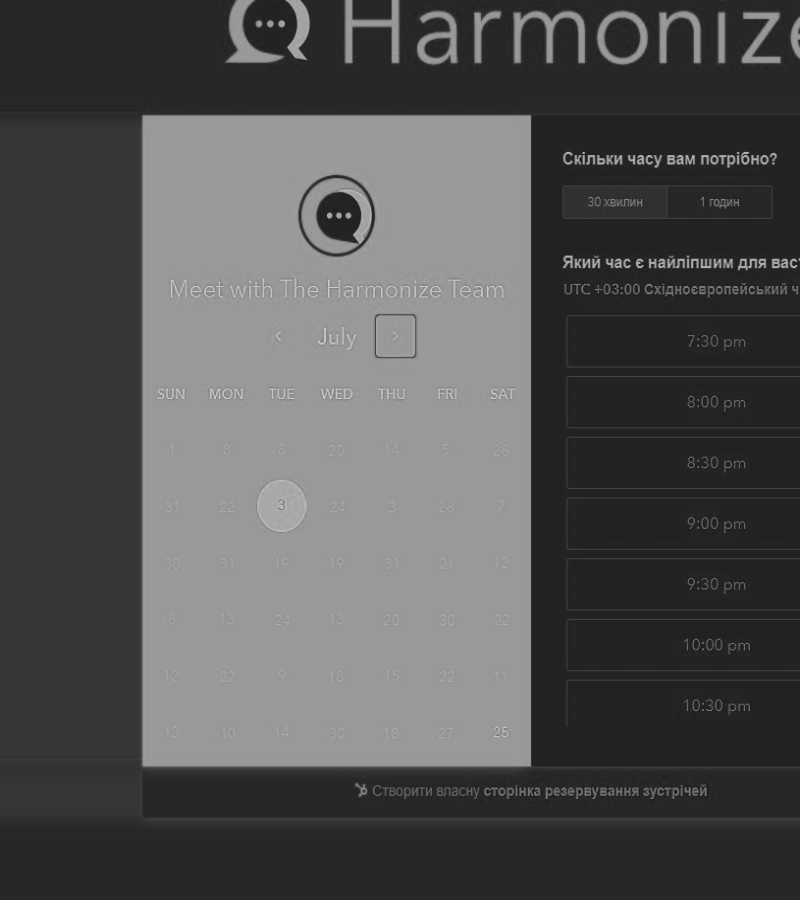 Harmonize
Meet with The Harmonize Team
July
SUN MON TUE WED THU FRI SAT
1 8 8 20 14 5 28
31 22 3 24 3 28 7
30 31 19 19 31 21 12
8 13 24 13 20 30 22
12 22 9 18 15 22 11
13 10 14 30 18 27 25
Скільки часу вам потрібно?
30 хвилин 1 годин
Який час є найліпшим для вас
UTC +03:00 Східноєвропейський ч
7:30 pm
8:00 pm
8:30 pm
9:00 pm
9:30 pm
10:00 pm
10:30 pm
Створити власну сторінка резервування зустрічей